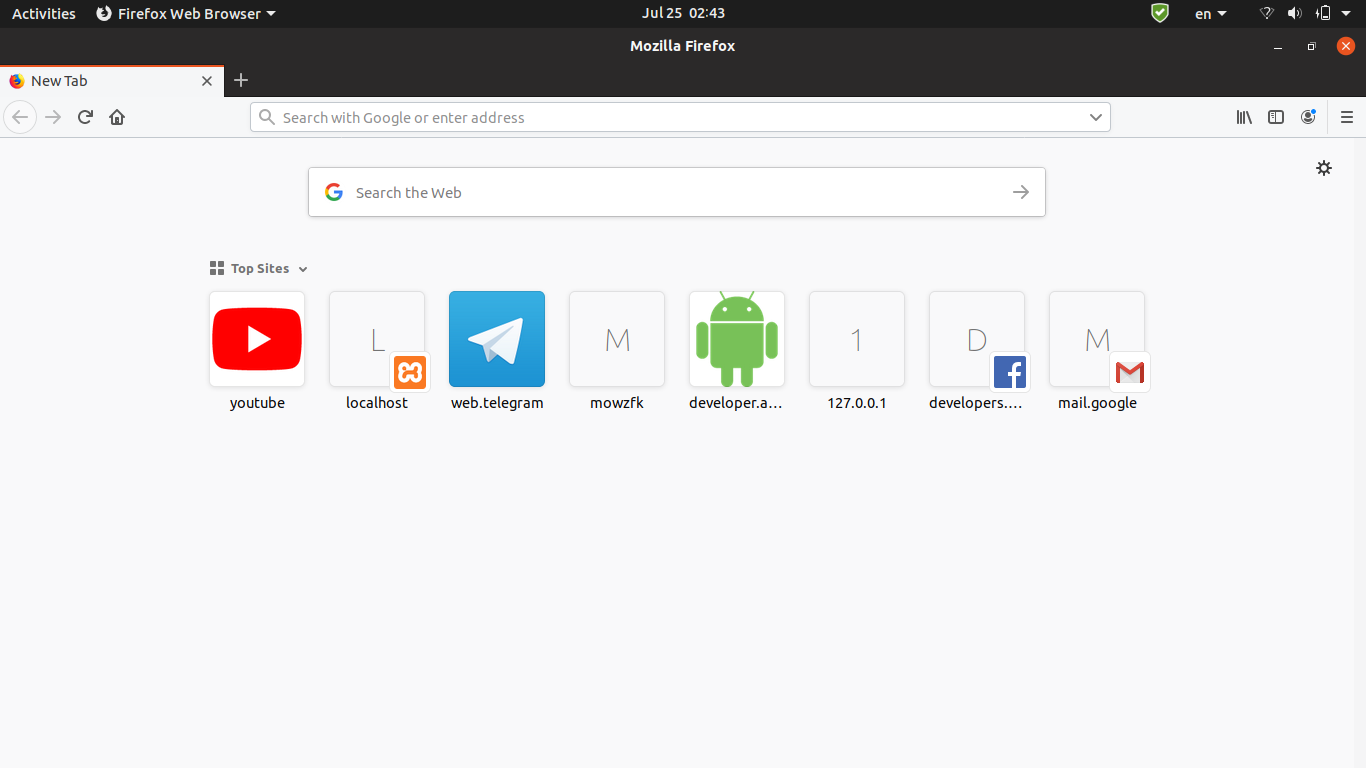 Activities Firefox Web Browser Jul 25 02:43 en
Mozilla Firefox
New Tab
Search with Google or enter address
Search the Web
Top Sites
L M 1 D M
youtube localhost web.telegram mowzfk developer.a... 127.0.0.1 developers.... mail.google